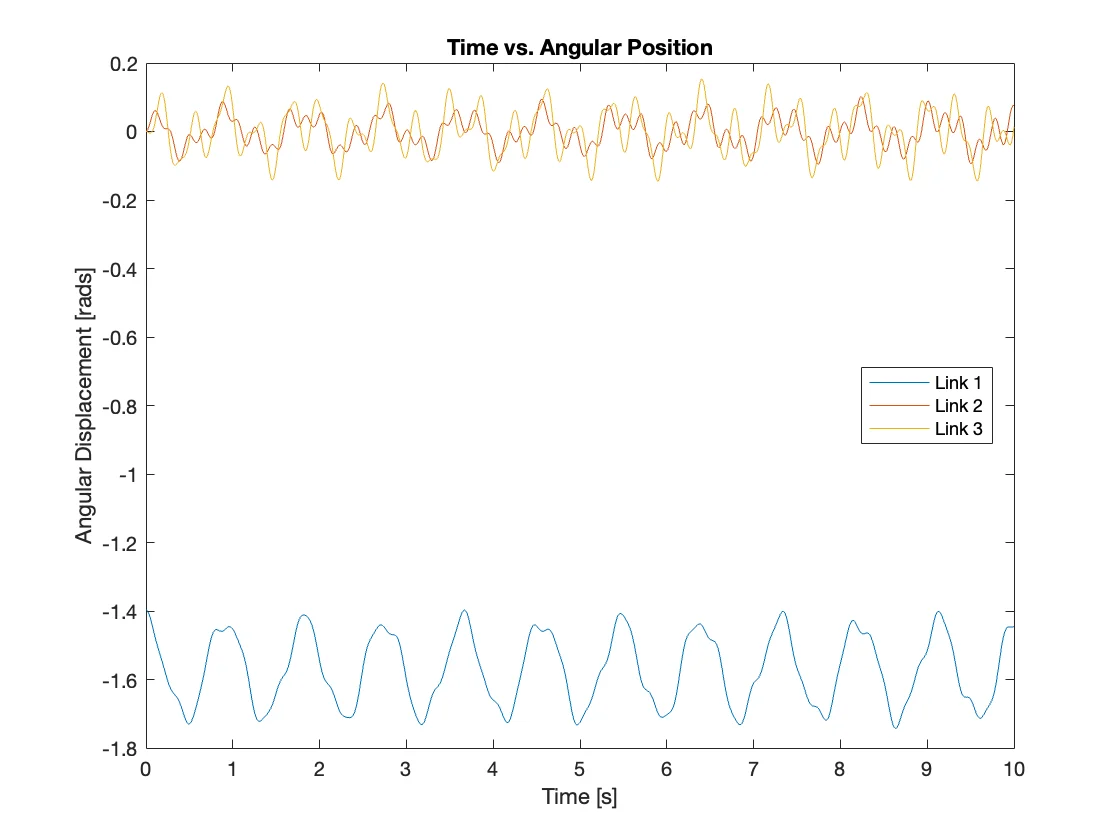 Time vs. Angular Position
Angular Displacement [rads]
0.2
0
-0.2
-0.4
-0.6
-0.8
-1
-1.2
-1.4
-1.6
-1.8
Link 1
Link 2
Link 3
0 1 2 3 4 5 6 7 8 9 10
Time [s]